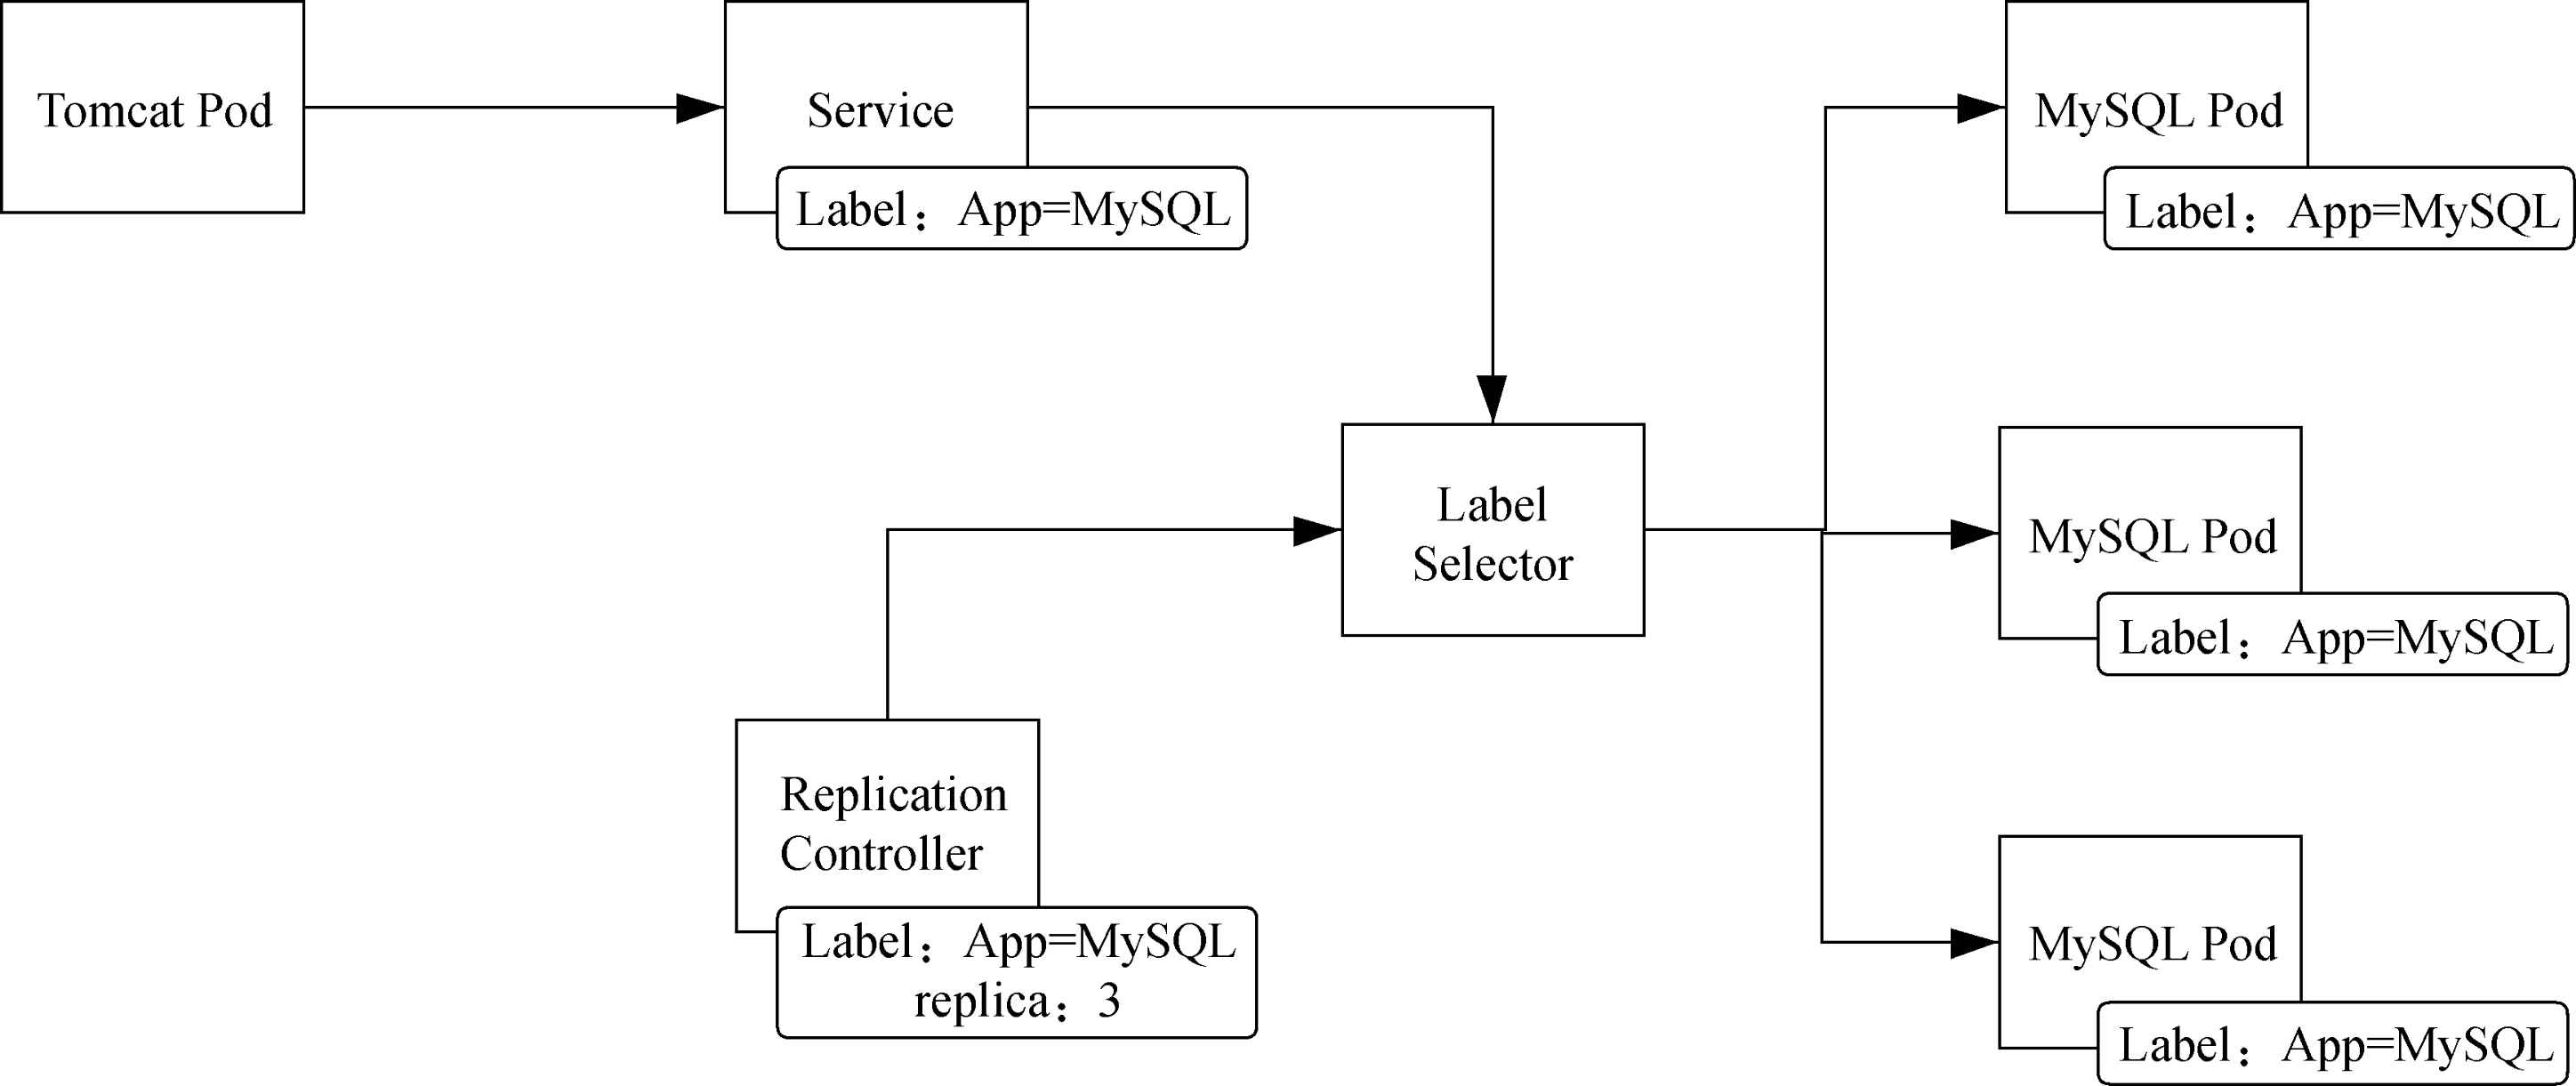 Tomcat Pod
Service
Label：App=MySQL
MySQL Pod
Label：App=MySQL
Label
Selector
MySQL Pod
Label：App=MySQL
Replication
Controller
Label：App=MySQL
replica：3
MySQL Pod
Label：App=MySQL